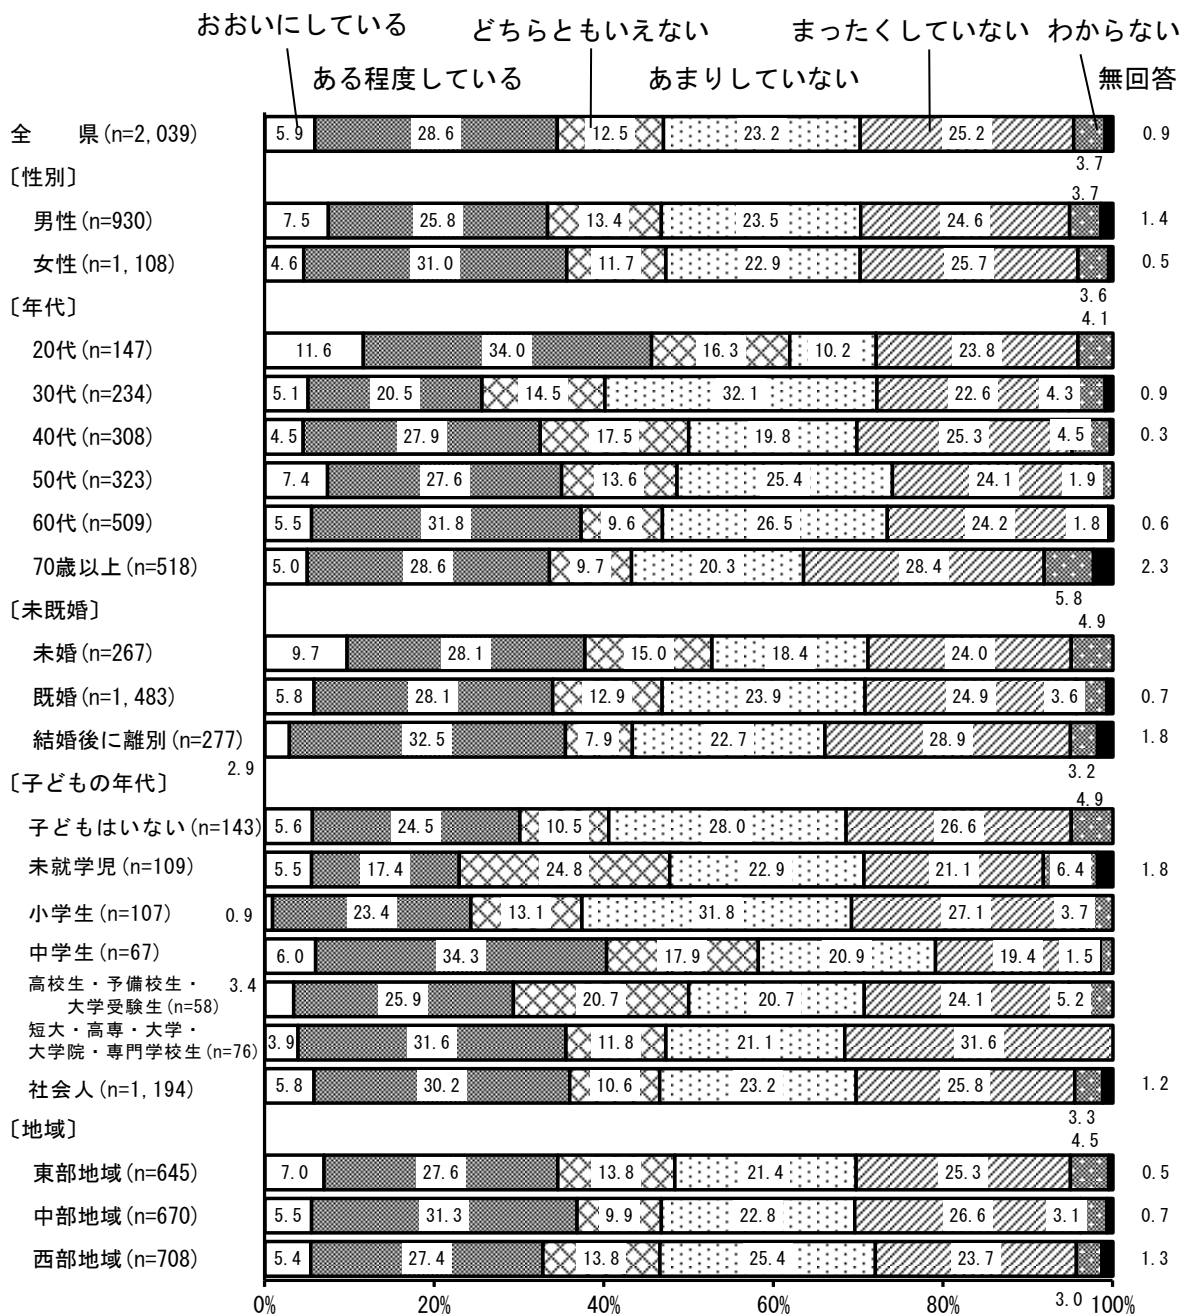 おおいにしている どちらともいえない まったくしていない わからない
ある程度している あまりしていない 無回答
全 県(n=2,039) 5.9 28.6 12.5 23.2 25.2 0.9
3.7
〔性別〕
3.7
男性(n=930) 7.5 25.8 13.4 23.5 24.6 1.4
女性(n=1,108) 4.6 31.0 11.7 22.9 25.7 0.5
3.6
〔年代〕
4.1
20代(n=147) 11.6 34.0 16.3 10.2 23.8
30代(n=234) 5.1 20.5 14.5 32.1 22.6 4.3 0.9
40代(n=308) 4.5 27.9 17.5 19.8 25.3 4.5 0.3
50代(n=323) 7.4 27.6 13.6 25.4 24.1 1.9
60代(n=509) 5.5 31.8 9.6 26.5 24.2 1.8 0.6
70歳以上(n=518) 5.0 28.6 9.7 20.3 28.4 2.3
5.8
〔未既婚〕
4.9
未婚(n=267) 9.7 28.1 15.0 18.4 24.0
既婚(n=1,483) 5.8 28.1 12.9 23.9 24.9 3.6 0.7
結婚後に離別(n=277) 32.5 7.9 22.7 28.9 1.8
2.9 3.2
〔子どもの年代〕
4.9
子どもはいない(n=143) 5.6 24.5 10.5 28.0 26.6
未就学児(n=109) 5.5 17.4 24.8 22.9 21.1 6.4 1.8
小学生(n=107) 0.9 23.4 13.1 31.8 27.1 3.7
中学生(n=67) 6.0 34.3 17.9 20.9 19.4 1.5
高校生・予備校生・ 3.4
大学受験生(n=58) 25.9 20.7 20.7 24.1 5.2
短大・高専・大学・
大学院・専門学校生(n=76) 3.9 31.6 11.8 21.1 31.6
社会人(n=1,194) 5.8 30.2 10.6 23.2 25.8 1.2
3.3
〔地域〕
4.5
東部地域(n=645) 7.0 27.6 13.8 21.4 25.3 0.5
中部地域(n=670) 5.5 31.3 9.9 22.8 26.6 3.1 0.7
西部地域(n=708) 5.4 27.4 13.8 25.4 23.7 1.3
3.0
0% 20% 40% 60% 80% 100%